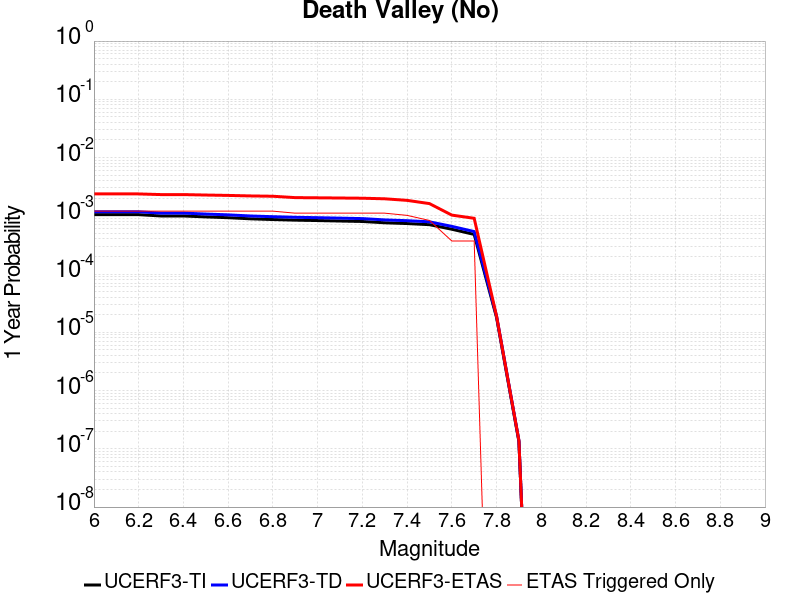 Death Valley (No)
1 Year Probability
10^0
10^-1
10^-2
10^-3
10^-4
10^-5
10^-6
10^-7
10^-8
6 6.2 6.4 6.6 6.8 7 7.2 7.4 7.6 7.8 8 8.2 8.4 8.6 8.8 9
Magnitude
UCERF3-TI UCERF3-TD UCERF3-ETAS ETAS Triggered Only